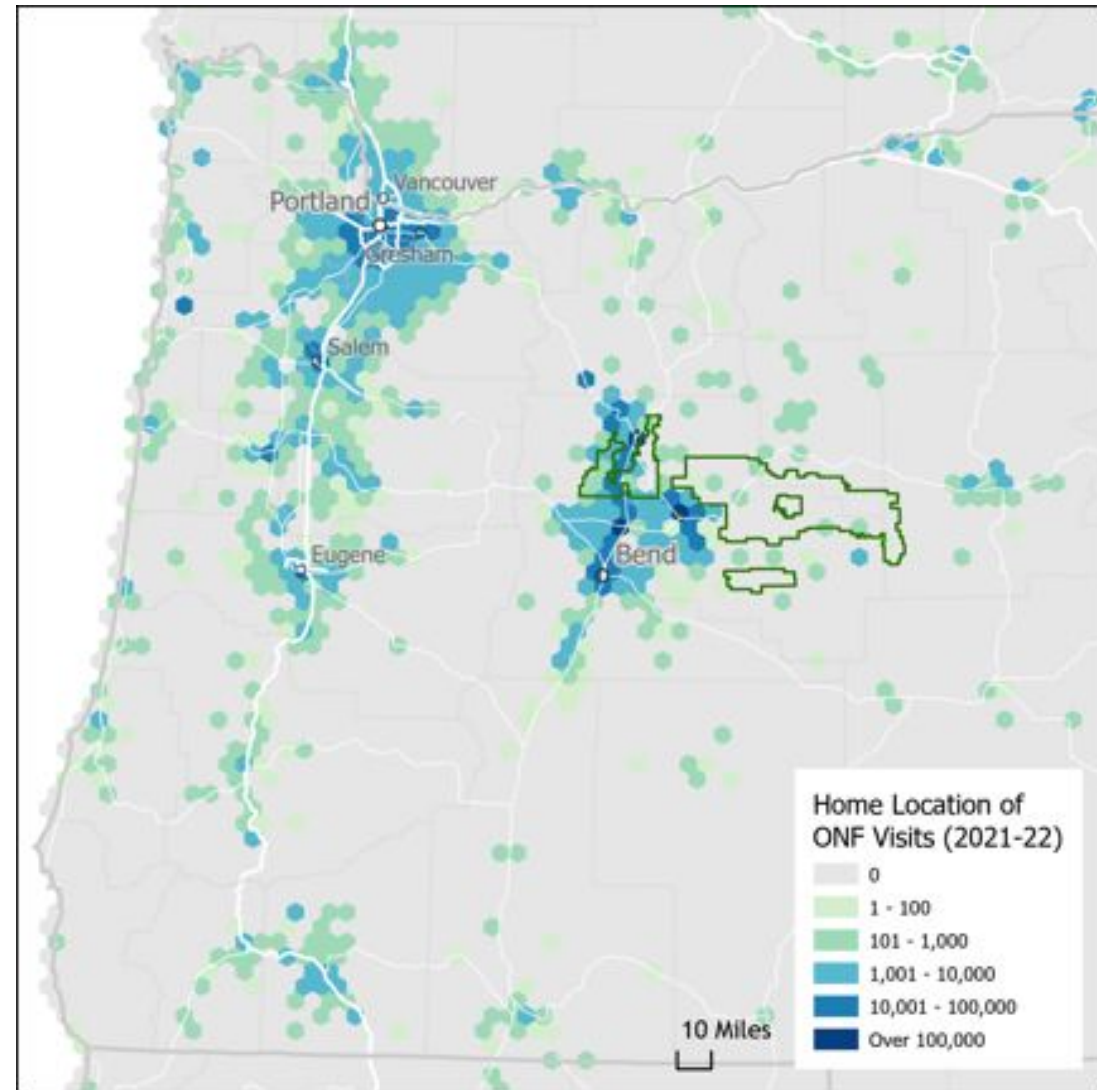 Vancouver
Portland
Gresham
Salem
Eugene
Bend
Home Location of
ONF Visits (2021-22)
0
1 - 100
101 - 1,000
1,001 - 10,000
10,001 - 100,000
Over 100,000
10 Miles